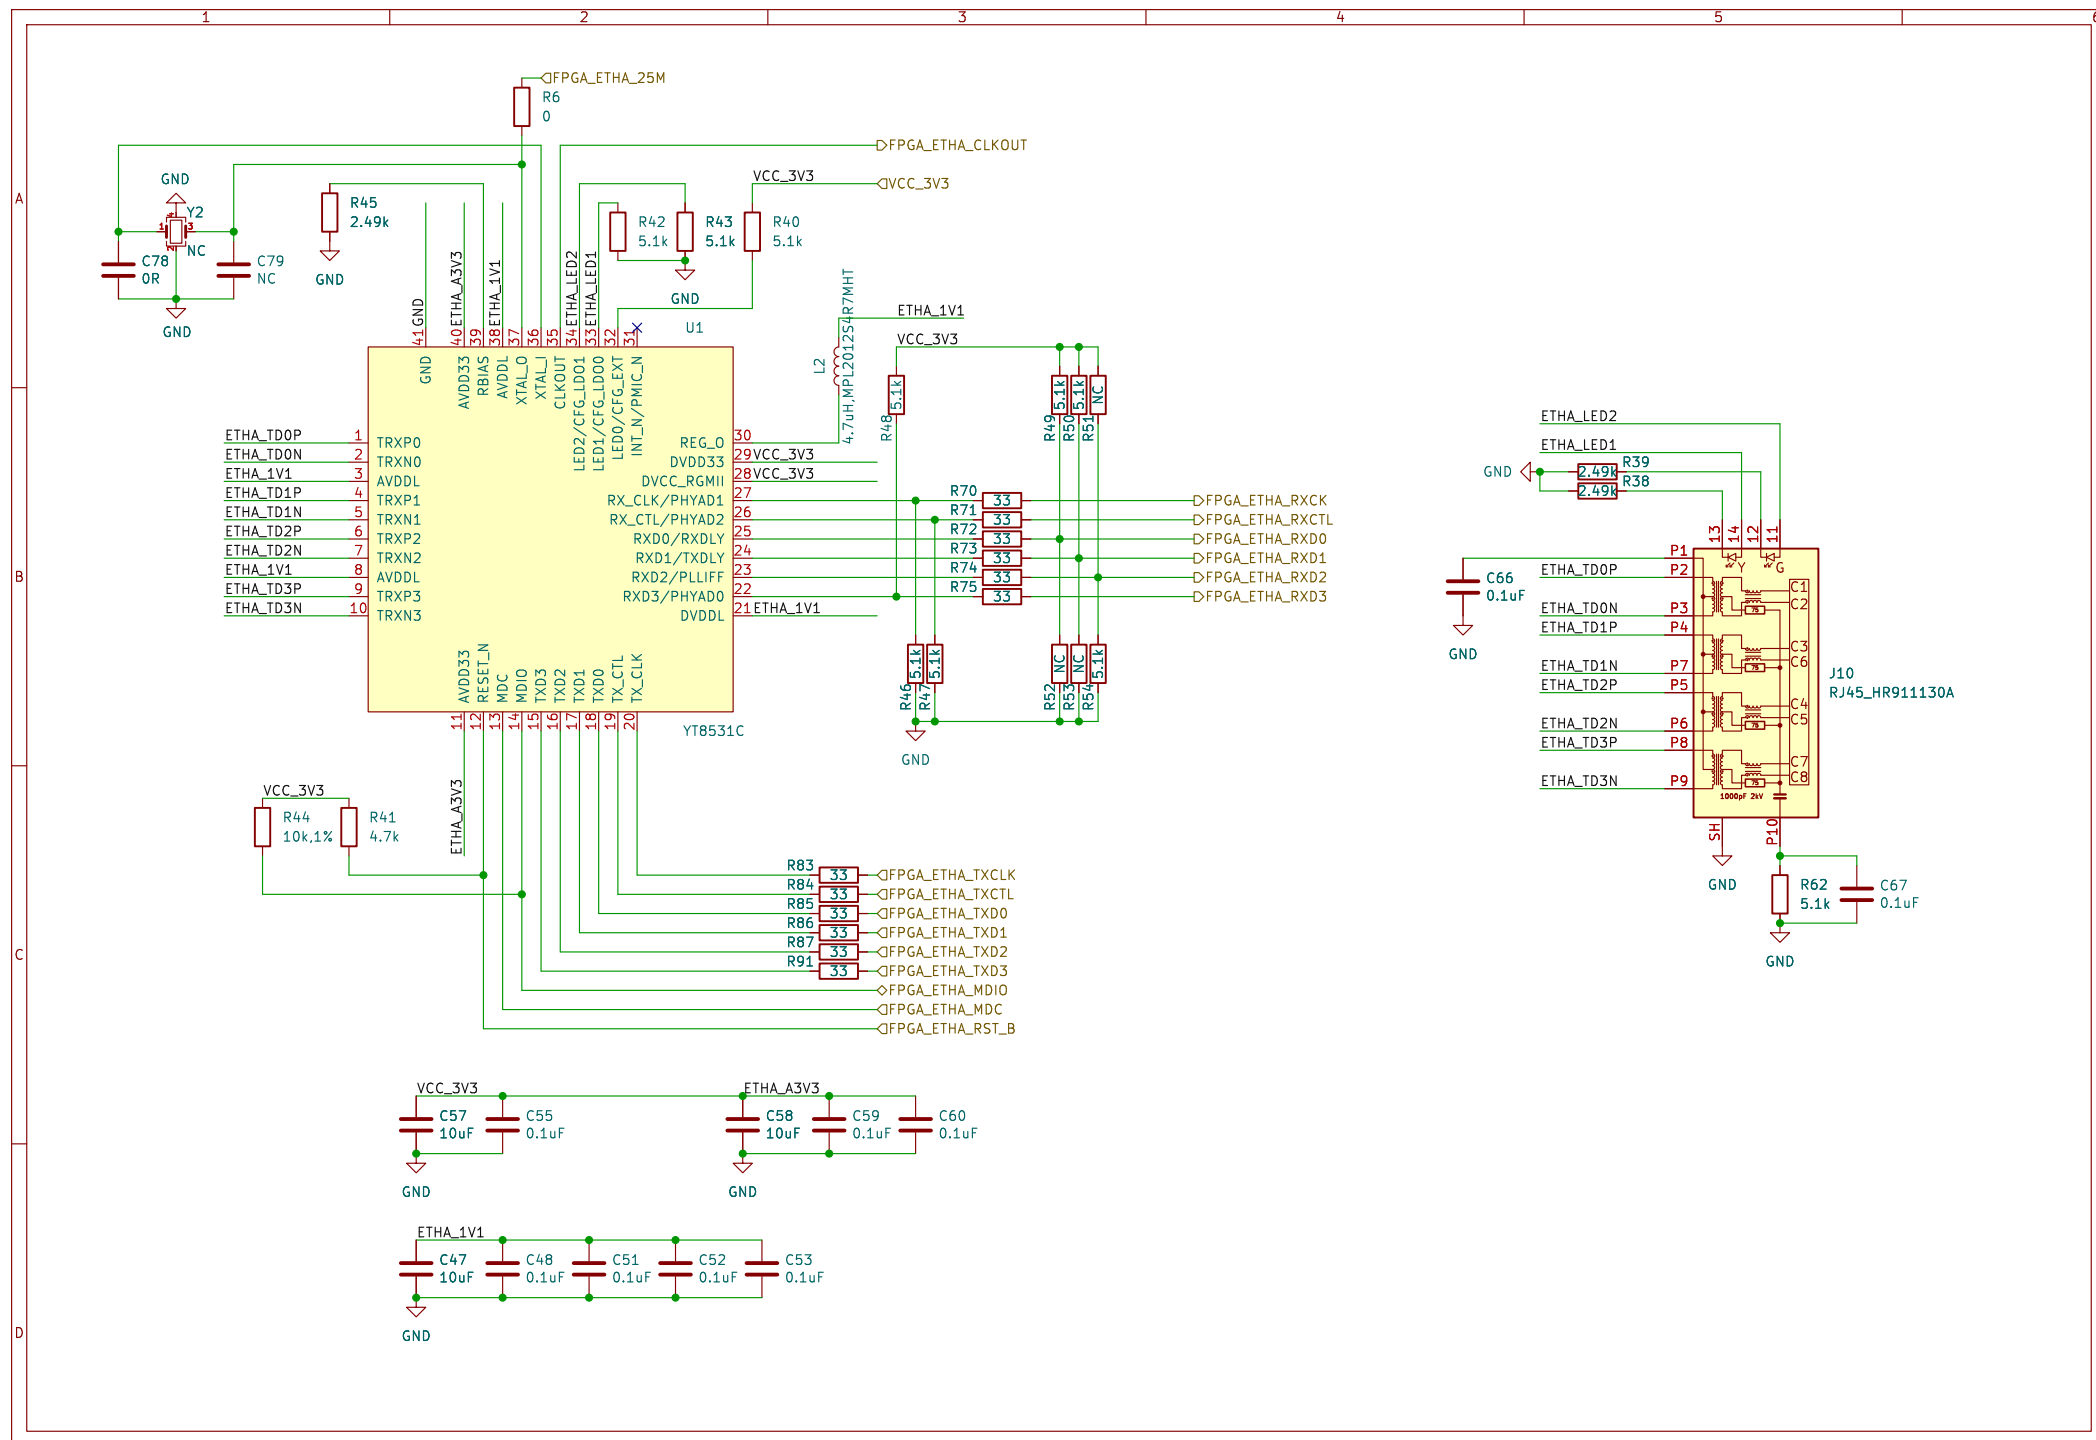 1 2 3 4 5 6
FPGA_ETHA_25M
R6
0
FPGA_ETHA_CLKOUT
GND
VCC_3V3
VCC_3V3
A
Y2
1
3
4
2
NC
R45
2.49k
R42
5.1k
R43
5.1k
R40
5.1k
C78
0R
C79
NC
GND
GND
GND
GND
ETHA_A3V3
ETHA_1V1
ETHA_LED2
ETHA_LED1
41 40 39 38 37 36 35 34 33 32 31
U1
GND
AVDD33
RBIAS
AVDDL
XTAL_O
XTAL_I
CLKOUT
LED2/CFG_LDO1
LED1/CFG_LDO0
LED0/CFG_EXT
INT_N/PMIC_N
L2
4.7uH,MPL2012S4R7MHT
ETHA_1V1
VCC_3V3
R48
5.1k
R49
5.1k
R50
5.1k
R51
NC
ETHA_TD0P 1 TRXP0
ETHA_TD0N 2 TRXN0
ETHA_1V1 3 AVDDL
ETHA_TD1P 4 TRXP1
ETHA_TD1N 5 TRXN1
ETHA_TD2P 6 TRXP2
ETHA_TD2N 7 TRXN2
ETHA_1V1 8 AVDDL
ETHA_TD3P 9 TRXP3
ETHA_TD3N 10 TRXN3
REG_O 30
DVDD33 29 VCC_3V3
DVCC_RGMII 28 VCC_3V3
RX_CLK/PHYAD1 27 R70 33 FPGA_ETHA_RXCK
RX_CTL/PHYAD2 26 R71 33 FPGA_ETHA_RXCTL
RXD0/RXDLY 25 R72 33 FPGA_ETHA_RXD0
RXD1/TXDLY 24 R73 33 FPGA_ETHA_RXD1
RXD2/PLLIFF 23 R74 33 FPGA_ETHA_RXD2
RXD3/PHYAD0 22 R75 33 FPGA_ETHA_RXD3
DVDDL 21 ETHA_1V1
B
R46
5.1k
R47
5.1k
R52
NC
R53
NC
R54
5.1k
GND
AVDD33
RESET_N
MDC
MDIO
TXD3
TXD2
TXD1
TXD0
TX_CTL
TX_CLK
11 12 13 14 15 16 17 18 19 20
YT8531C
ETHA_LED2
ETHA_LED1
GND
2.49k R39
2.49k R38
13 14 12 11
Y G
C66
0.1uF
GND
P1
ETHA_TD0P P2
ETHA_TD0N P3
ETHA_TD1P P4
ETHA_TD1N P7
ETHA_TD2P P5
ETHA_TD2N P6
ETHA_TD3P P8
ETHA_TD3N P9
C1
C2
75
C3
C6
75
C4
C5
75
C7
C8
75
1000pF 2kV
J10
RJ45_HR911130A
SH
P10
GND
R62
5.1k
C67
0.1uF
GND
VCC_3V3
R44
10k,1%
R41
4.7k
ETHA_A3V3
R83 33 FPGA_ETHA_TXCLK
R84 33 FPGA_ETHA_TXCTL
R85 33 FPGA_ETHA_TXD0
R86 33 FPGA_ETHA_TXD1
R87 33 FPGA_ETHA_TXD2
R91 33 FPGA_ETHA_TXD3
FPGA_ETHA_MDIO
FPGA_ETHA_MDC
FPGA_ETHA_RST_B
C
VCC_3V3
C57
10uF
C55
0.1uF
GND
ETHA_A3V3
C58
10uF
C59
0.1uF
C60
0.1uF
GND
ETHA_1V1
C47
10uF
C48
0.1uF
C51
0.1uF
C52
0.1uF
C53
0.1uF
GND
D